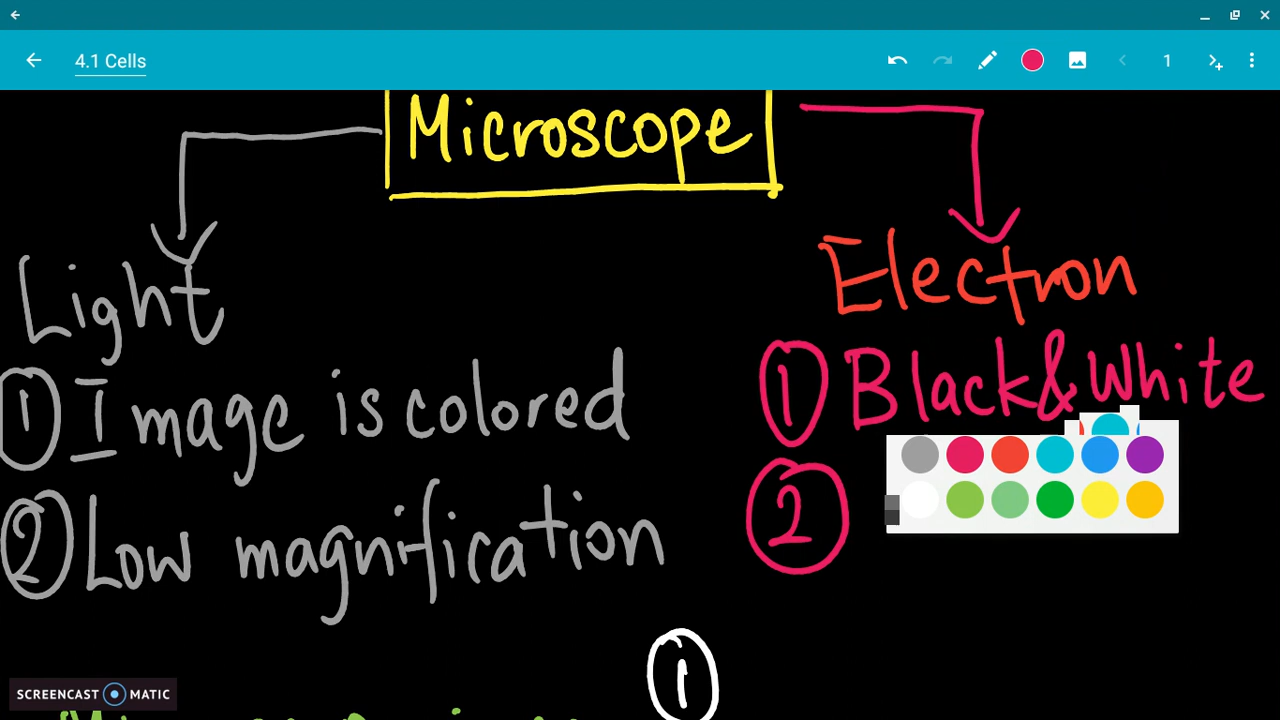 4.1 Cells
1
Microscope
Light
Electron
① Image is colored
① Black & White
② Low magnification
②
①
SCREENCAST MATIC